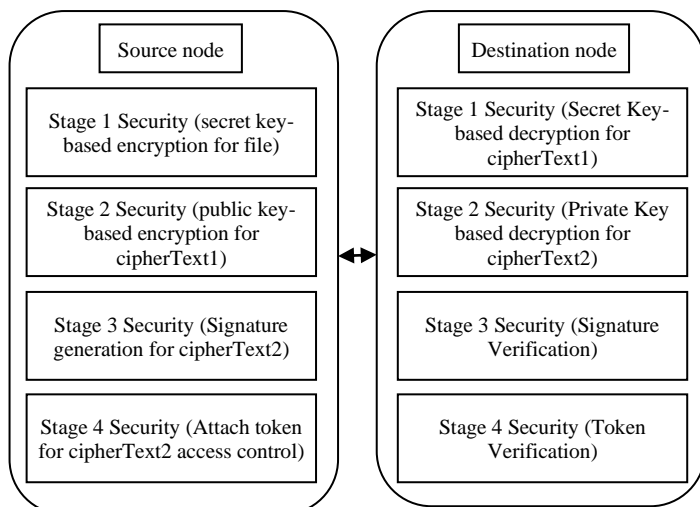 Source node
Stage 1 Security (secret key-
based encryption for file)
Stage 2 Security (public key-
based encryption for
cipherText1)
Stage 3 Security (Signature
generation for cipherText2)
Stage 4 Security (Attach token
for cipherText2 access control)
Destination node
Stage 1 Security (Secret Key-
based decryption for
cipherText1)
Stage 2 Security (Private Key
based decryption for
cipherText2)
Stage 3 Security (Signature
Verification)
Stage 4 Security (Token
Verification)